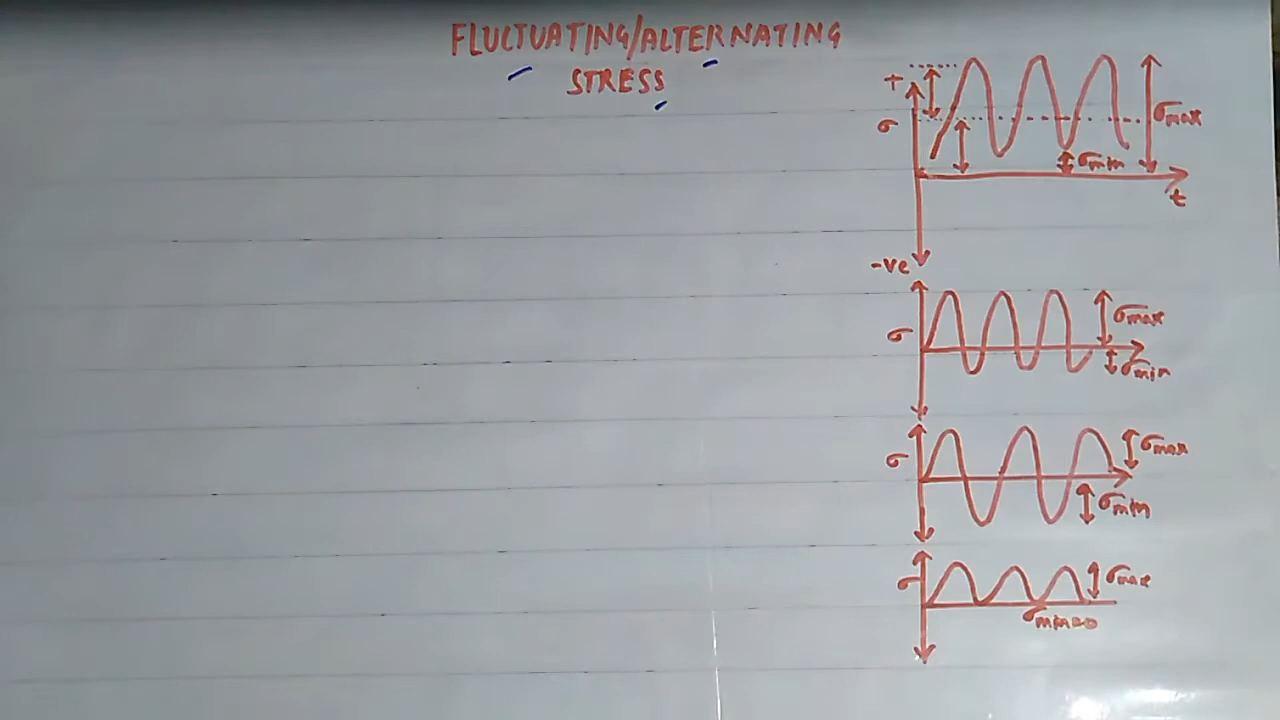 FLUCTUATING/ALTERNATING
STRESS
+
σ
σmax
σmin
t
-ve
σ
σmax
σmin
σ
σmax
σmin
σ
σmax
σmin=0